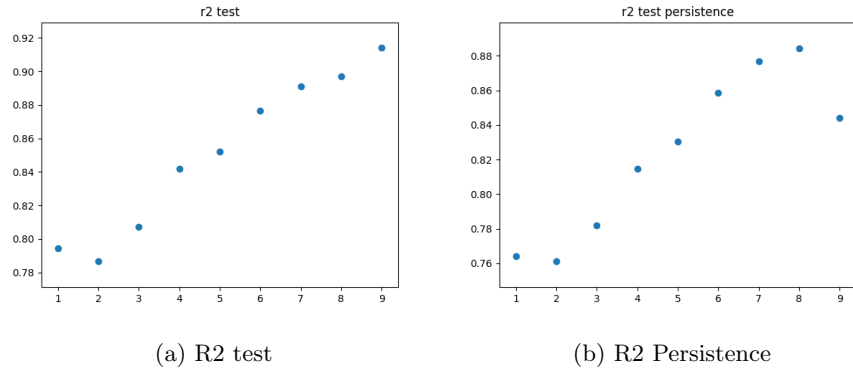 r2 test
0.92
0.90
0.88
0.86
0.84
0.82
0.80
0.78
1 2 3 4 5 6 7 8 9
(a) R2 test
r2 test persistence
0.88
0.86
0.84
0.82
0.80
0.78
0.76
1 2 3 4 5 6 7 8 9
(b) R2 Persistence